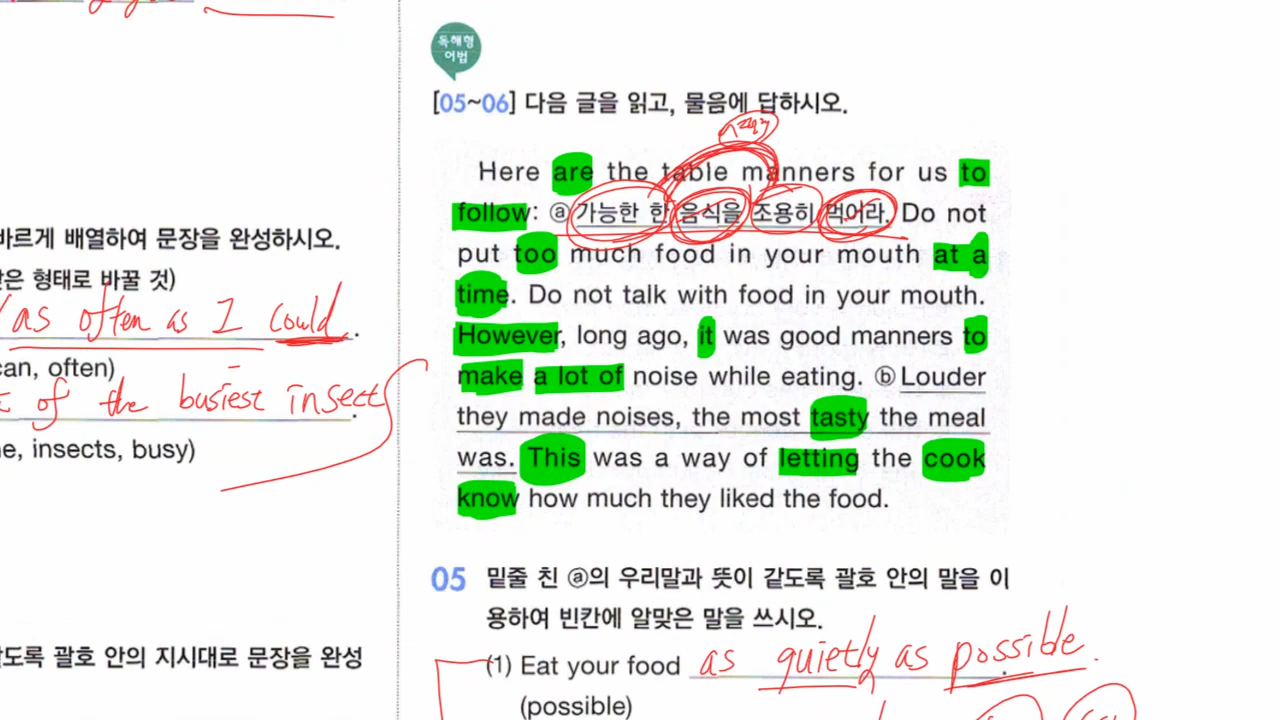 바르게 배열하여 문장을 완성하시오.
은 형태로 바꿀 것)
as often as I could.
can, often)
of the busiest insects.
ne, insects, busy)
도록 괄호 안의 지시대로 문장을 완성
독해형
어법
[05~06] 다음 글을 읽고, 물음에 답하시오.
Here are the table manners for us to
follow: ⓐ 가능한 한 음식을 조용히 먹어라. Do not
put too much food in your mouth at a
time. Do not talk with food in your mouth.
However, long ago, it was good manners to
make a lot of noise while eating. ⓑ Louder
they made noises, the most tasty the meal
was. This was a way of letting the cook
know how much they liked the food.
05 밑줄 친 ⓐ의 우리말과 뜻이 같도록 괄호 안의 말을 이
용하여 빈칸에 알맞은 말을 쓰시오.
(1) Eat your food as quietly as possible.
(possible)